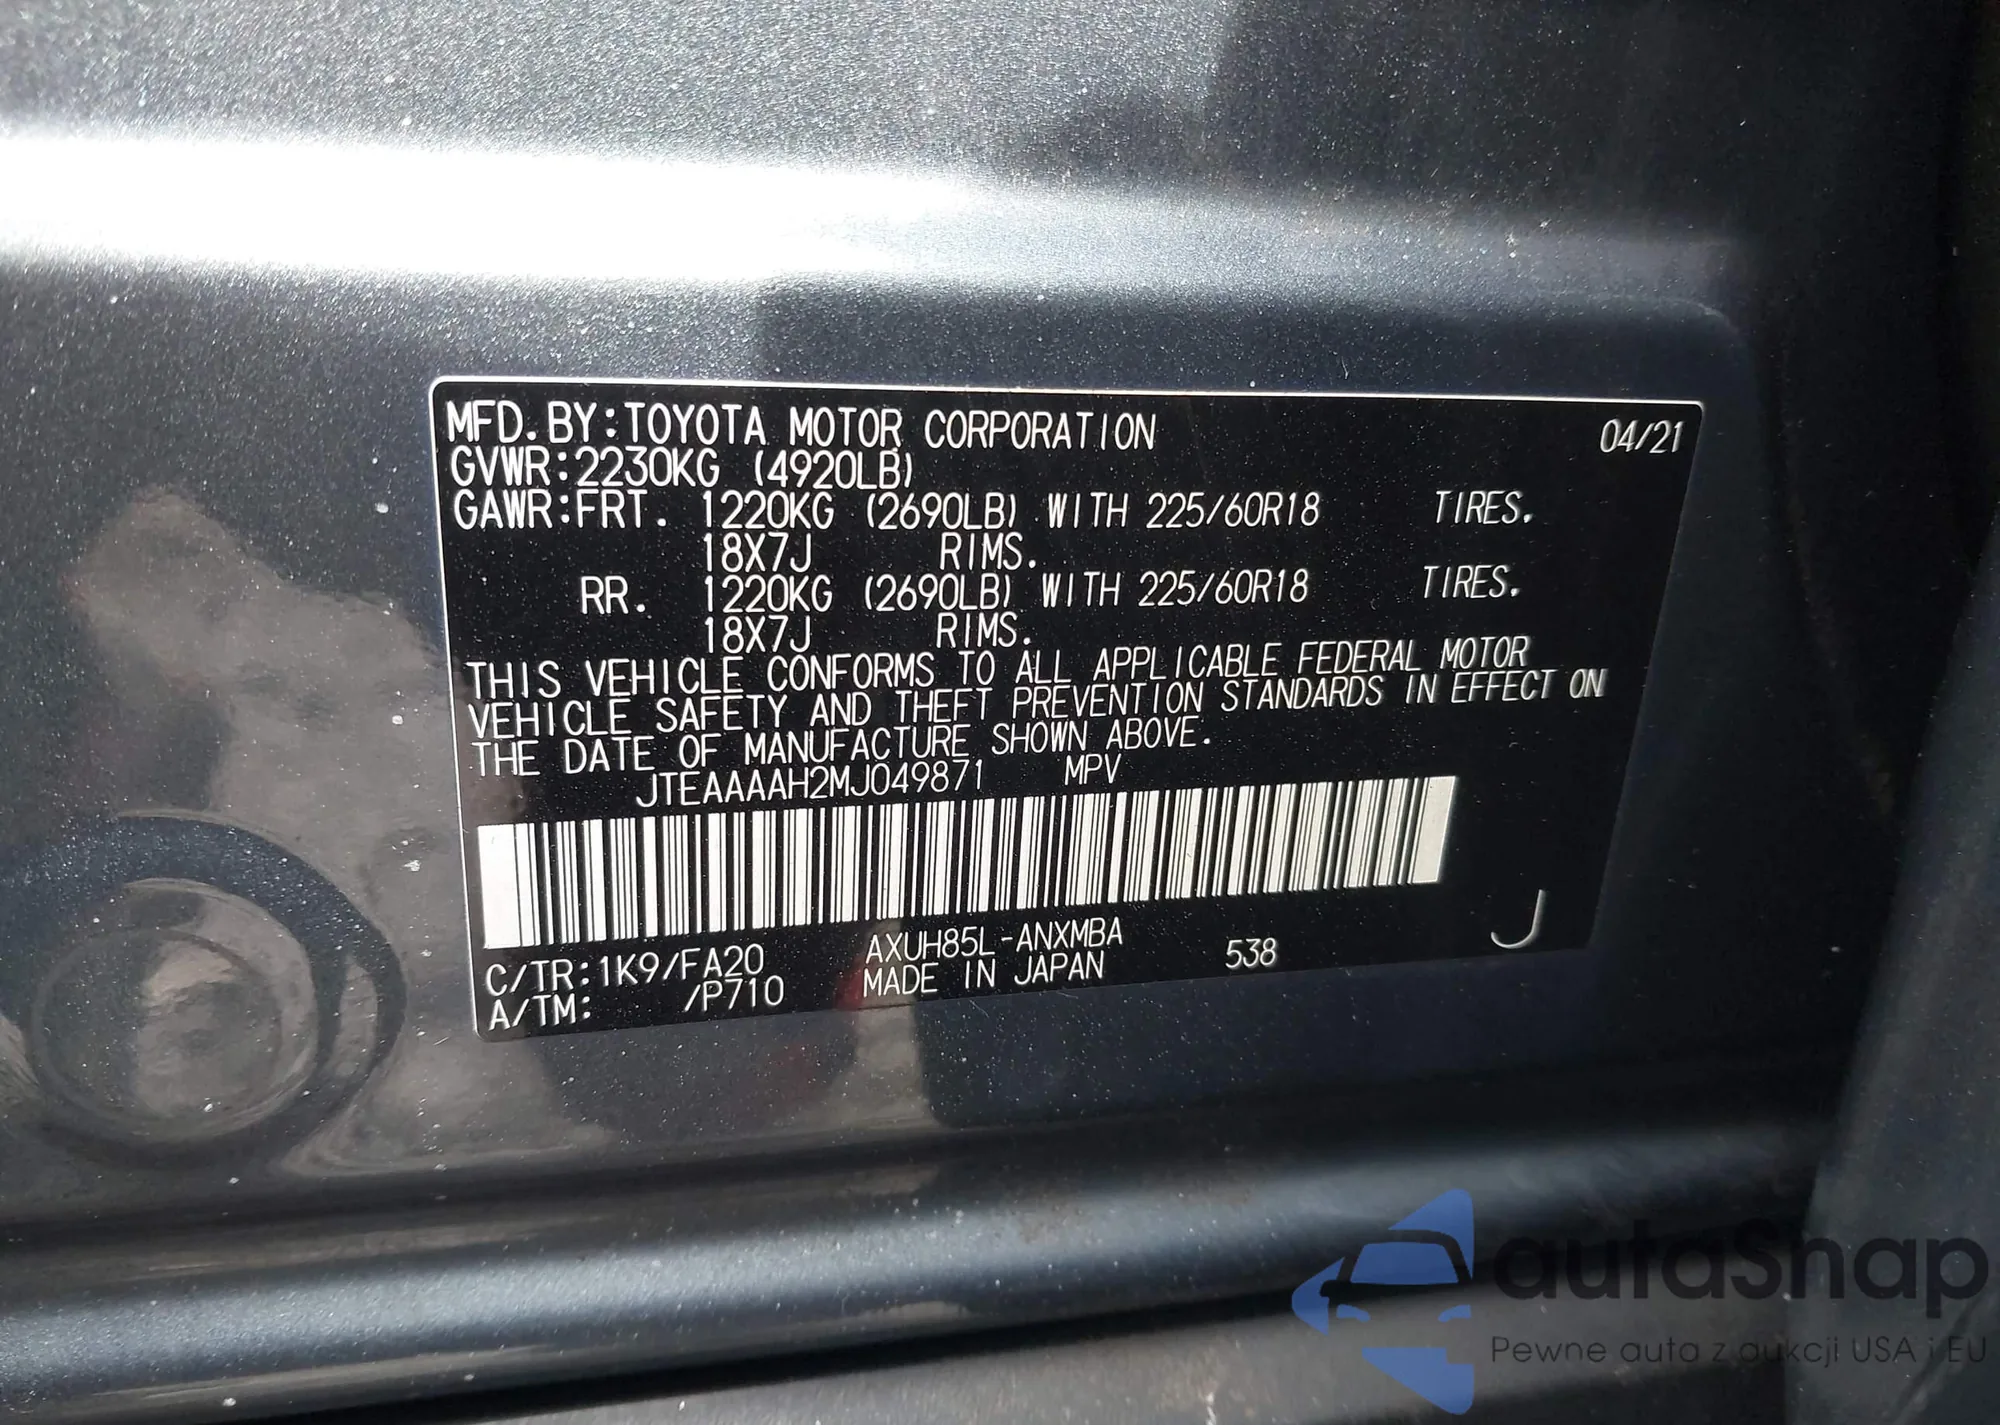 MFD.BY:TOYOTA MOTOR CORPORATION 04/21
GVWR:2230KG (4920LB)
GAWR:FRT. 1220KG (2690LB) WITH 225/60R18 TIRES.
18X7J RIMS.
RR. 1220KG (2690LB) WITH 225/60R18 TIRES.
18X7J RIMS.
THIS VEHICLE CONFORMS TO ALL APPLICABLE FEDERAL MOTOR
VEHICLE SAFETY AND THEFT PREVENTION STANDARDS IN EFFECT ON
THE DATE OF MANUFACTURE SHOWN ABOVE.
JTEAAAAH2MJ049871 MPV
C/TR:1K9/FA20 AXUH85L-ANXMBA 538 J
A/TM: /P710 MADE IN JAPAN
autaSnap
Pewne auta z aukcji USA i EU